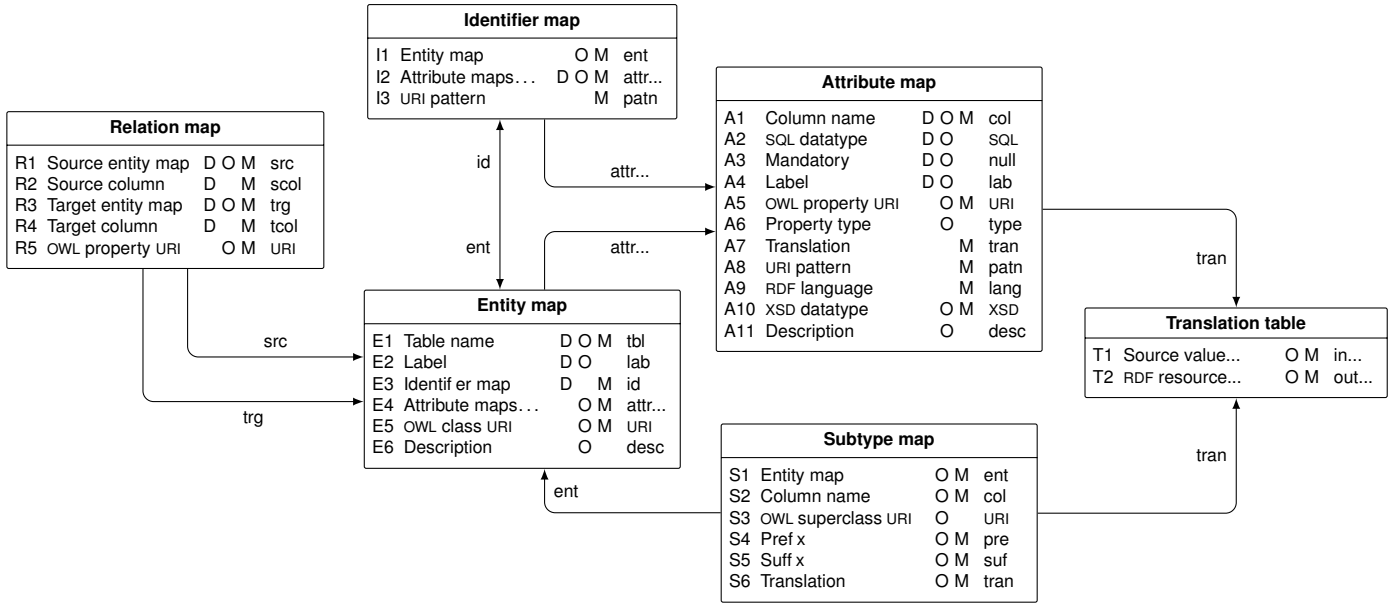 Identifier map
I1 Entity map O M ent
I2 Attribute maps... D O M attr...
I3 URI pattern M patn
Attribute map
A1 Column name D O M col
A2 SQL datatype D O SQL
A3 Mandatory D O null
A4 Label D O lab
A5 OWL property URI O M URI
A6 Property type O type
A7 Translation M tran
A8 URI pattern M patn
A9 RDF language M lang
A10 XSD datatype O M XSD
A11 Description O desc
Relation map
R1 Source entity map D O M src
R2 Source column D M scol
R3 Target entity map D O M trg
R4 Target column D M tcol
R5 OWL property URI O M URI
id
attr...
ent
attr...
tran
Entity map
E1 Table name D O M tbl
E2 Label D O lab
E3 Identif er map D M id
E4 Attribute maps... O M attr...
E5 OWL class URI O M URI
E6 Description O desc
src
trg
Translation table
T1 Source value... O M in...
T2 RDF resource... O M out...
Subtype map
S1 Entity map O M ent
S2 Column name O M col
S3 OWL superclass URI O URI
S4 Pref x O M pre
S5 Suff x O M suf
S6 Translation O M tran
ent
tran